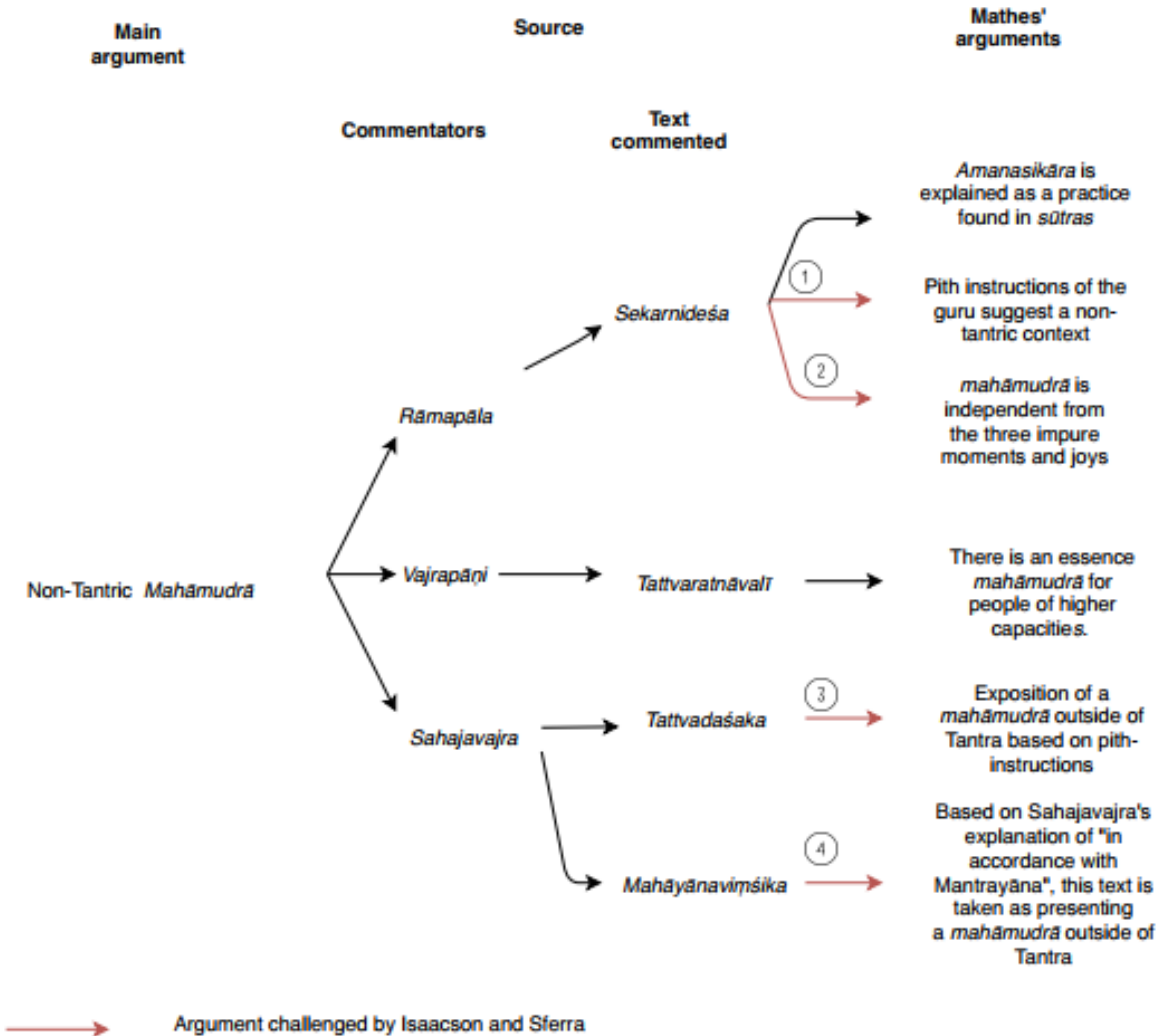 Main
argument
Source
Mathes'
arguments
Commentators
Text
commented
Amanasikāra is
explained as a practice
found in sūtras
1
Pith instructions of the
guru suggest a non-
tantric context
Sekarnideśa
2
mahāmudrā is
independent from
the three impure
moments and joys
Rāmapāla
Non-Tantric Mahāmudrā
Vajrapāṇi
Tattvaratnāvalī
There is an essence
mahāmudrā for
people of higher
capacities.
Sahajavajra
Tattvadaśaka
3
Exposition of a
mahāmudrā outside of
Tantra based on pith-
instructions
Mahāyānaviṃśika
4
Based on Sahajavajra's
explanation of "in
accordance with
Mantrayāna", this text is
taken as presenting
a mahāmudrā outside of
Tantra
Argument challenged by Isaacson and Sferra